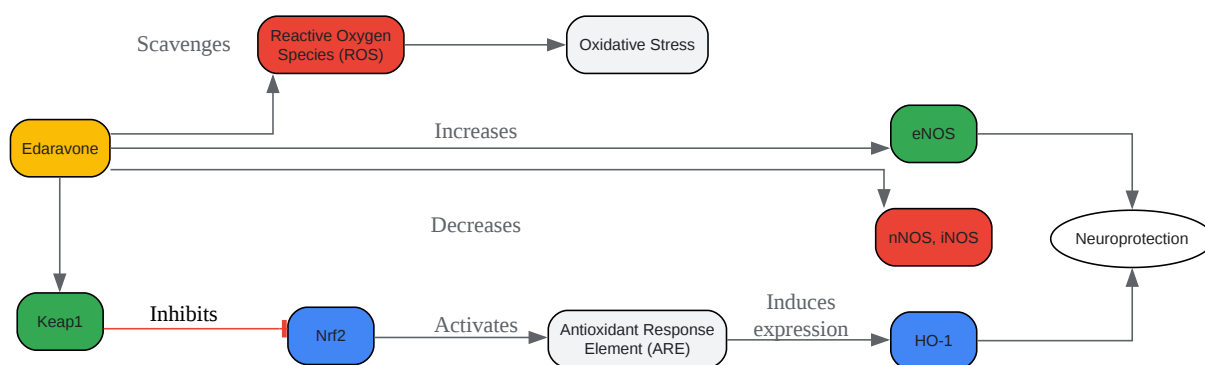 Scavenges
Reactive Oxygen
Species (ROS)
Oxidative Stress
Edaravone
Increases
eNOS
Decreases
nNOS, iNOS
Neuroprotection
Keap1
Inhibits
Nrf2
Activates
Antioxidant Response
Element (ARE)
Induces
expression
HO-1